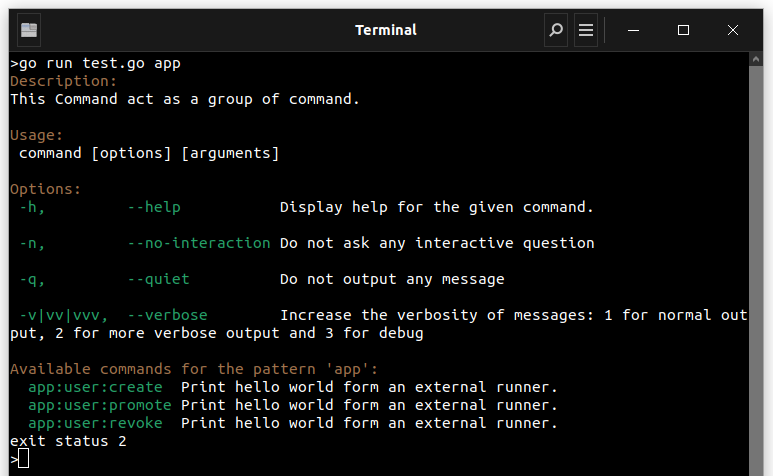 Terminal
>go run test.go app
Description:
This Command act as a group of command.
Usage:
command [options] [arguments]
Options:
-h, --help Display help for the given command.
-n, --no-interaction Do not ask any interactive question
-q, --quiet Do not output any message
-v|vv|vvv, --verbose Increase the verbosity of messages: 1 for normal out
put, 2 for more verbose output and 3 for debug
Available commands for the pattern 'app':
app:user:create Print hello world form an external runner.
app:user:promote Print hello world form an external runner.
app:user:revoke Print hello world form an external runner.
exit status 2
>